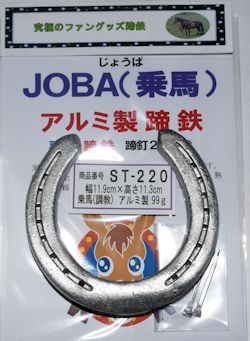 究極のファングッズ蹄鉄
じょうば
JOBA(乗馬)
アルミ製蹄鉄
蹄鉄 蹄釘2
商品番号 ST-220
幅11.9cm×高さ11.3cm
乗馬(調教) アルミ製 99g